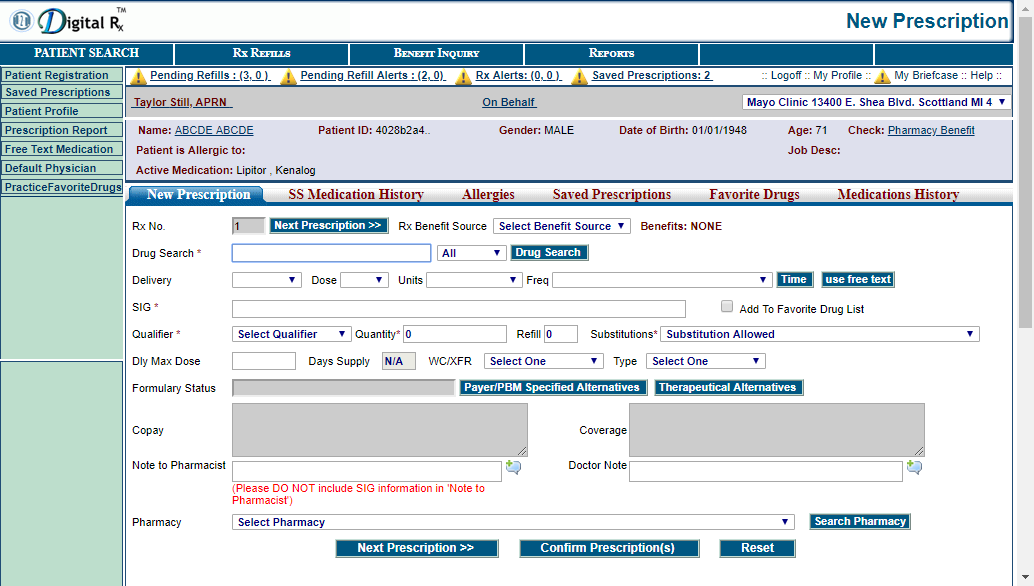 Digital Rx TM
New Prescription
PATIENT SEARCH RX REFILLS BENEFIT INQUIRY REPORTS
Patient Registration
Saved Prescriptions
Patient Profile
Prescription Report
Free Text Medication
Default Physician
PracticeFavoriteDrugs
Pending Refills : (3, 0 ) Pending Refill Alerts : (2, 0) Rx Alerts: (0, 0 ) Saved Prescriptions: 2 :: Logoff :: My Profile :: My Briefcase :: Help ::
Taylor Still, APRN On Behalf Mayo Clinic 13400 E. Shea Blvd. Scottland MI 4
Name: ABCDE ABCDE Patient ID: 4028b2a4.. Gender: MALE Date of Birth: 01/01/1948 Age: 71 Check: Pharmacy Benefit
Patient is Allergic to: Job Desc:
Active Medication: Lipitor , Kenalog
New Prescription SS Medication History Allergies Saved Prescriptions Favorite Drugs Medications History
Rx No. 1 Next Prescription >> Rx Benefit Source Select Benefit Source Benefits: NONE
Drug Search * All Drug Search
Delivery Dose Units Freq Time use free text
SIG * Add To Favorite Drug List
Qualifier * Select Qualifier Quantity* 0 Refill 0 Substitutions* Substitution Allowed
Dly Max Dose Days Supply N/A WC/XFR Select One Type Select One
Formulary Status Payer/PBM Specified Alternatives Therapeutical Alternatives
Copay Coverage
Note to Pharmacist Doctor Note
(Please DO NOT include SIG information in 'Note to
Pharmacist')
Pharmacy Select Pharmacy Search Pharmacy
Next Prescription >> Confirm Prescription(s) Reset